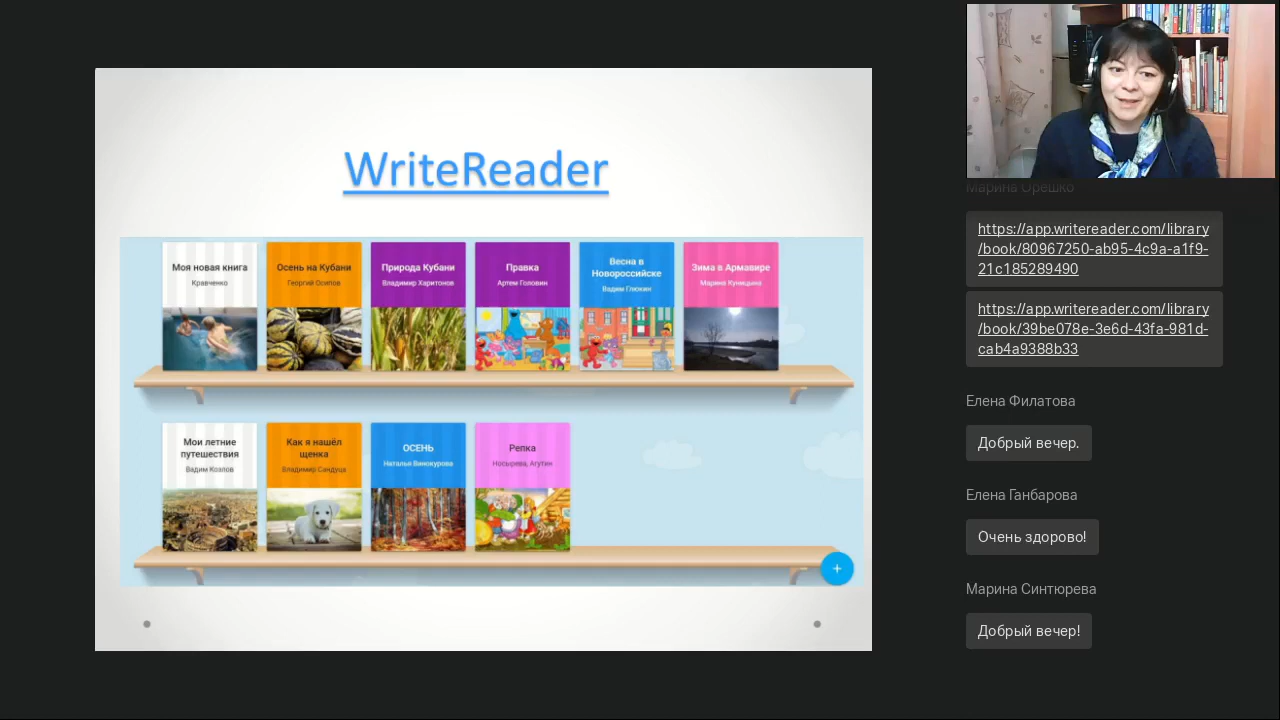 WriteReader
Моя новая книга
Кравченко
Осень на Кубани
Георгий Осипов
Природа Кубани
Владимир Харитонов
Правка
Артем Головин
Весна в
Новороссийске
Вадим Глюкин
Зима в Армавире
Марина Куницына
Мои летние
путешествия
Вадим Козлов
Как я нашёл
щенка
Владимир Сандуца
ОСЕНЬ
Наталья Винокурова
Репка
Носырева, Агутин
Марина Орешко
https://app.writereader.com/library
/book/80967250-ab95-4c9a-a1f9-
21c185289490
https://app.writereader.com/library
/book/39be078e-3e6d-43fa-981d-
cab4a9388b33
Елена Филатова
Добрый вечер.
Елена Ганбарова
Очень здорово!
Марина Синтюрева
Добрый вечер!